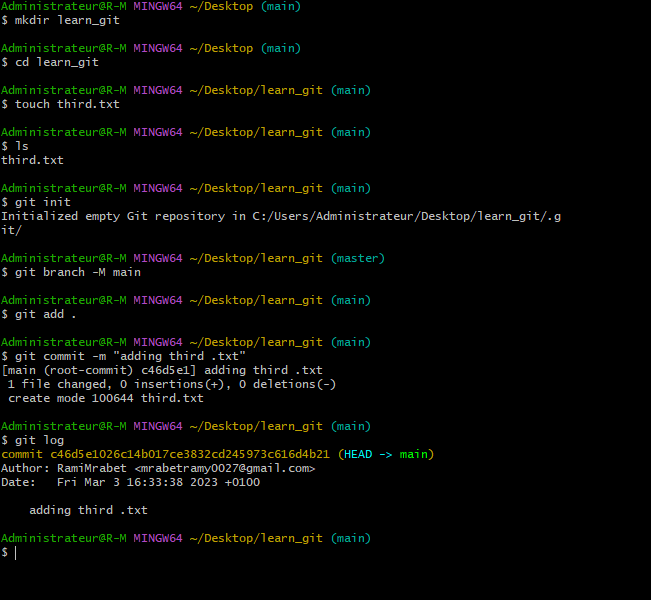 Administrateur@R-M MINGW64 ~/Desktop (main)
$ mkdir learn_git
Administrateur@R-M MINGW64 ~/Desktop (main)
$ cd learn_git
Administrateur@R-M MINGW64 ~/Desktop/learn_git (main)
$ touch third.txt
Administrateur@R-M MINGW64 ~/Desktop/learn_git (main)
$ ls
third.txt
Administrateur@R-M MINGW64 ~/Desktop/learn_git (main)
$ git init
Initialized empty Git repository in C:/Users/Administrateur/Desktop/learn_git/.g
it/
Administrateur@R-M MINGW64 ~/Desktop/learn_git (master)
$ git branch -M main
Administrateur@R-M MINGW64 ~/Desktop/learn_git (main)
$ git add .
Administrateur@R-M MINGW64 ~/Desktop/learn_git (main)
$ git commit -m "adding third .txt"
[main (root-commit) c46d5e1] adding third .txt
 1 file changed, 0 insertions(+), 0 deletions(-)
 create mode 100644 third.txt
Administrateur@R-M MINGW64 ~/Desktop/learn_git (main)
$ git log
commit c46d5e1026c14b017ce3832cd245973c616d4b21 (HEAD -> main)
Author: RamiMrabet <mrabetramy0027@gmail.com>
Date:   Fri Mar 3 16:33:38 2023 +0100
    adding third .txt
Administrateur@R-M MINGW64 ~/Desktop/learn_git (main)
$